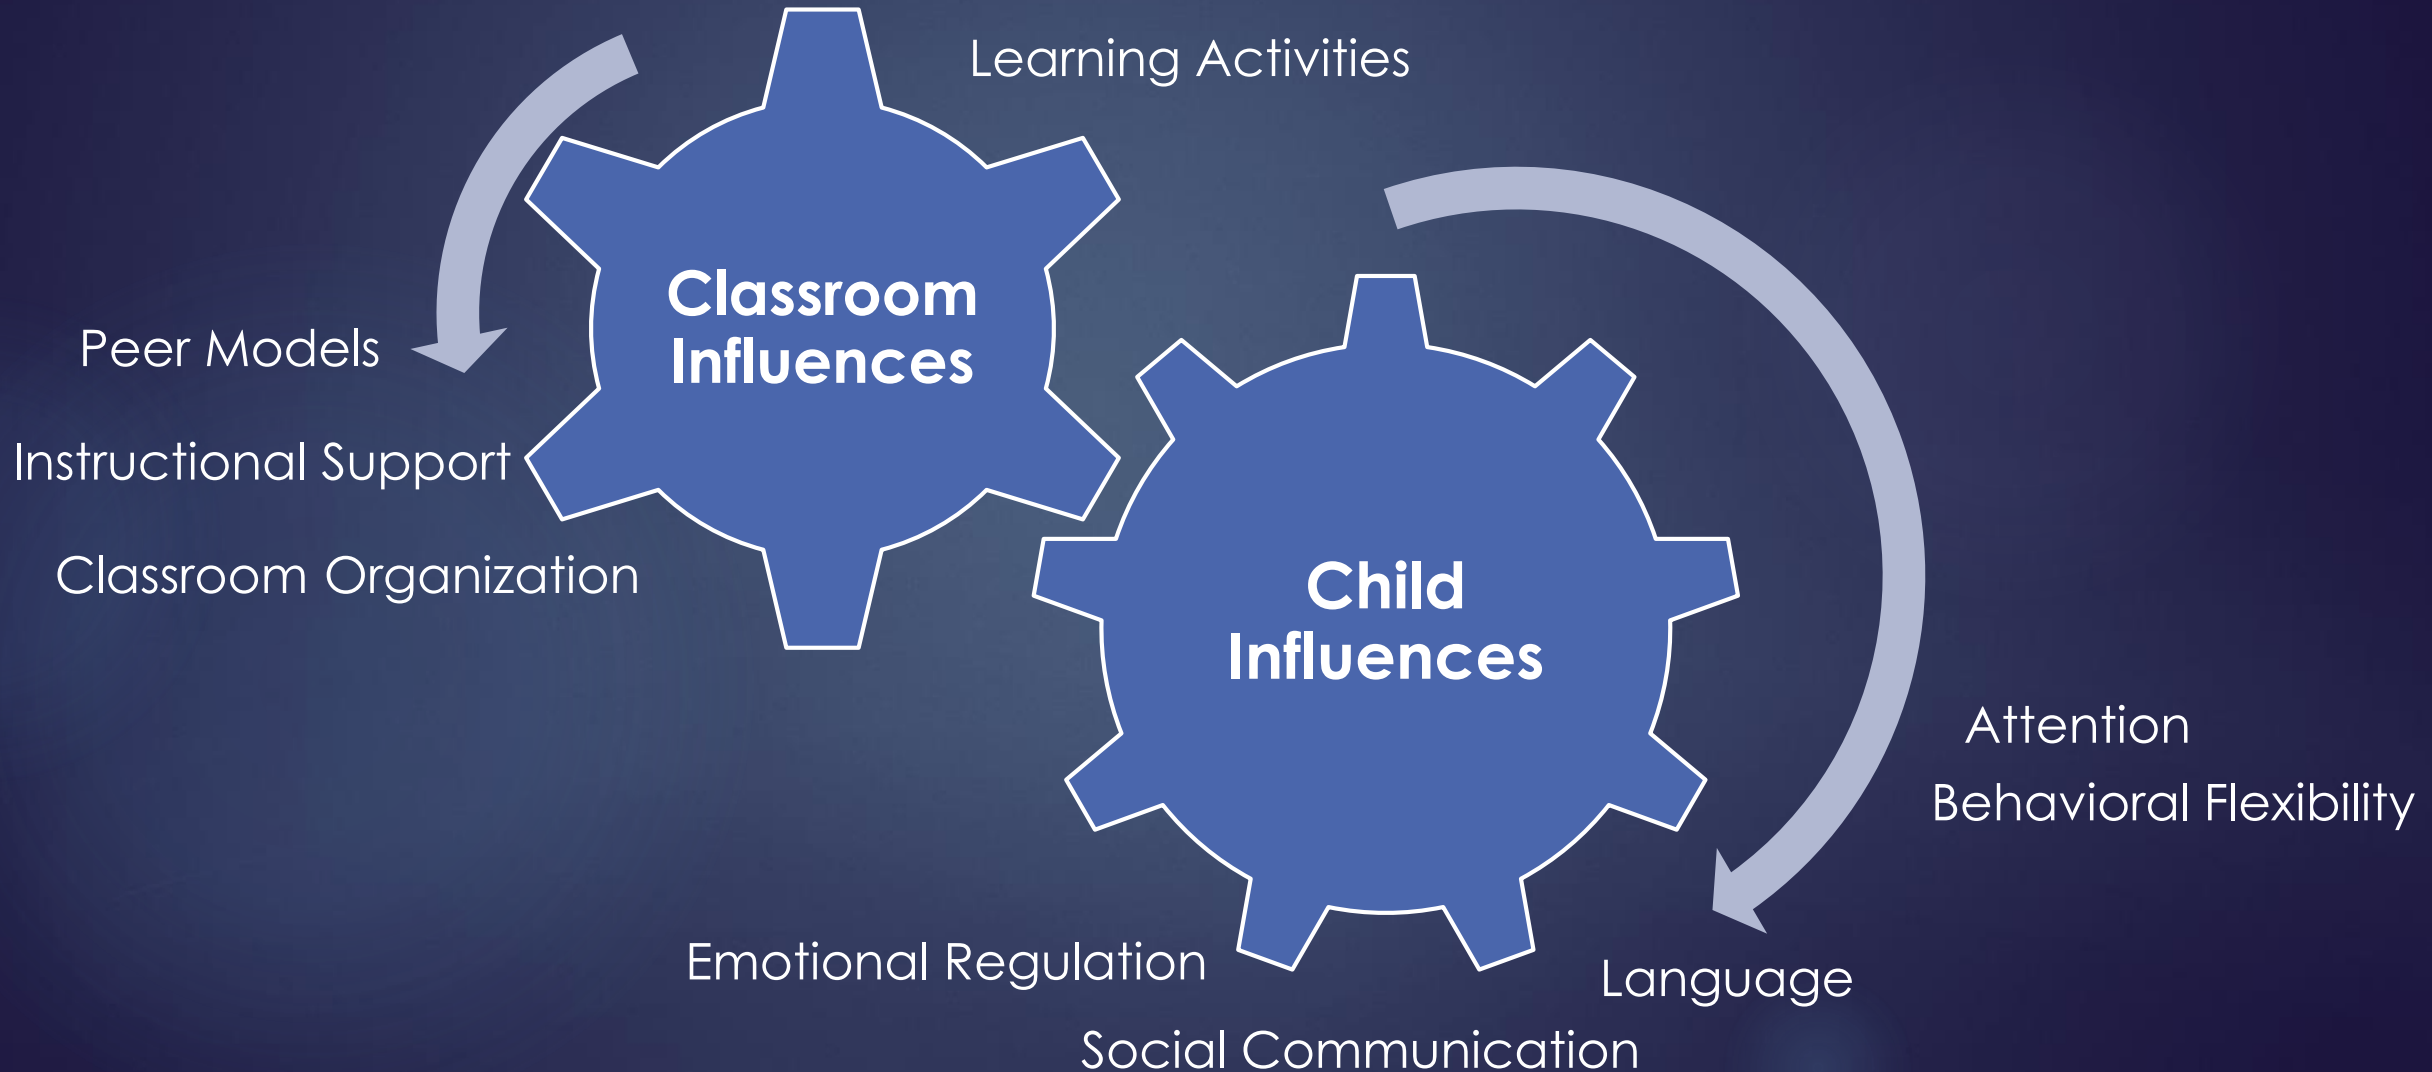 Learning Activities
Classroom
Influences
Peer Models
Instructional Support
Classroom Organization
Child
Influences
Attention
Behavioral Flexibility
Emotional Regulation
Language
Social Communication